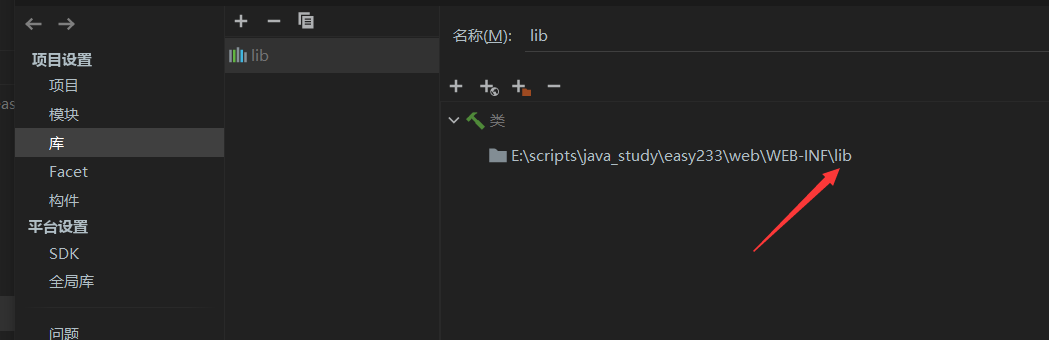 项目设置
项目
模块
库
Facet
构件
平台设置
SDK
全局库
问题
lib
名称(M): lib
类
E:\scripts\java_study\easy233\web\WEB-INF\lib
eas